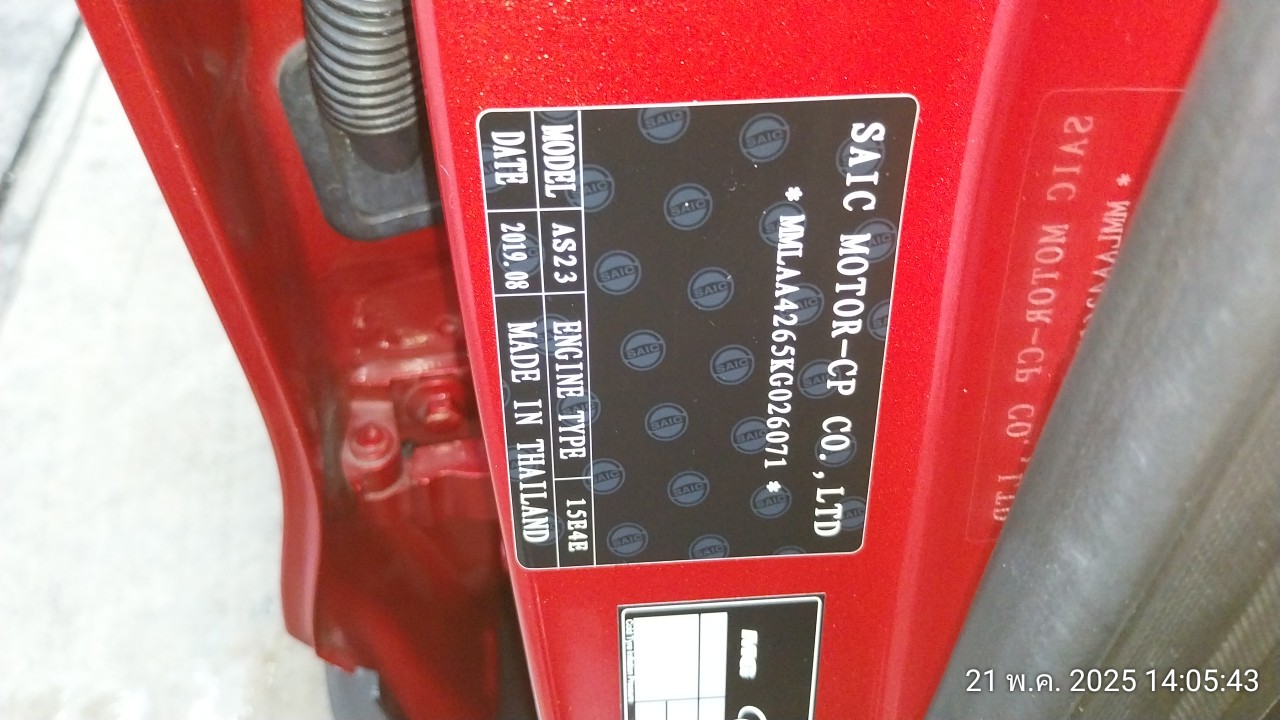 SAIC MOTOR-CP CO.,LTD
* MMLAA4265KG026071 *
MODEL AS23 ENGINE TYPE 15E4E
DATE 2019.08 MADE IN THAILAND
21 พ.ค. 2025 14:05:43